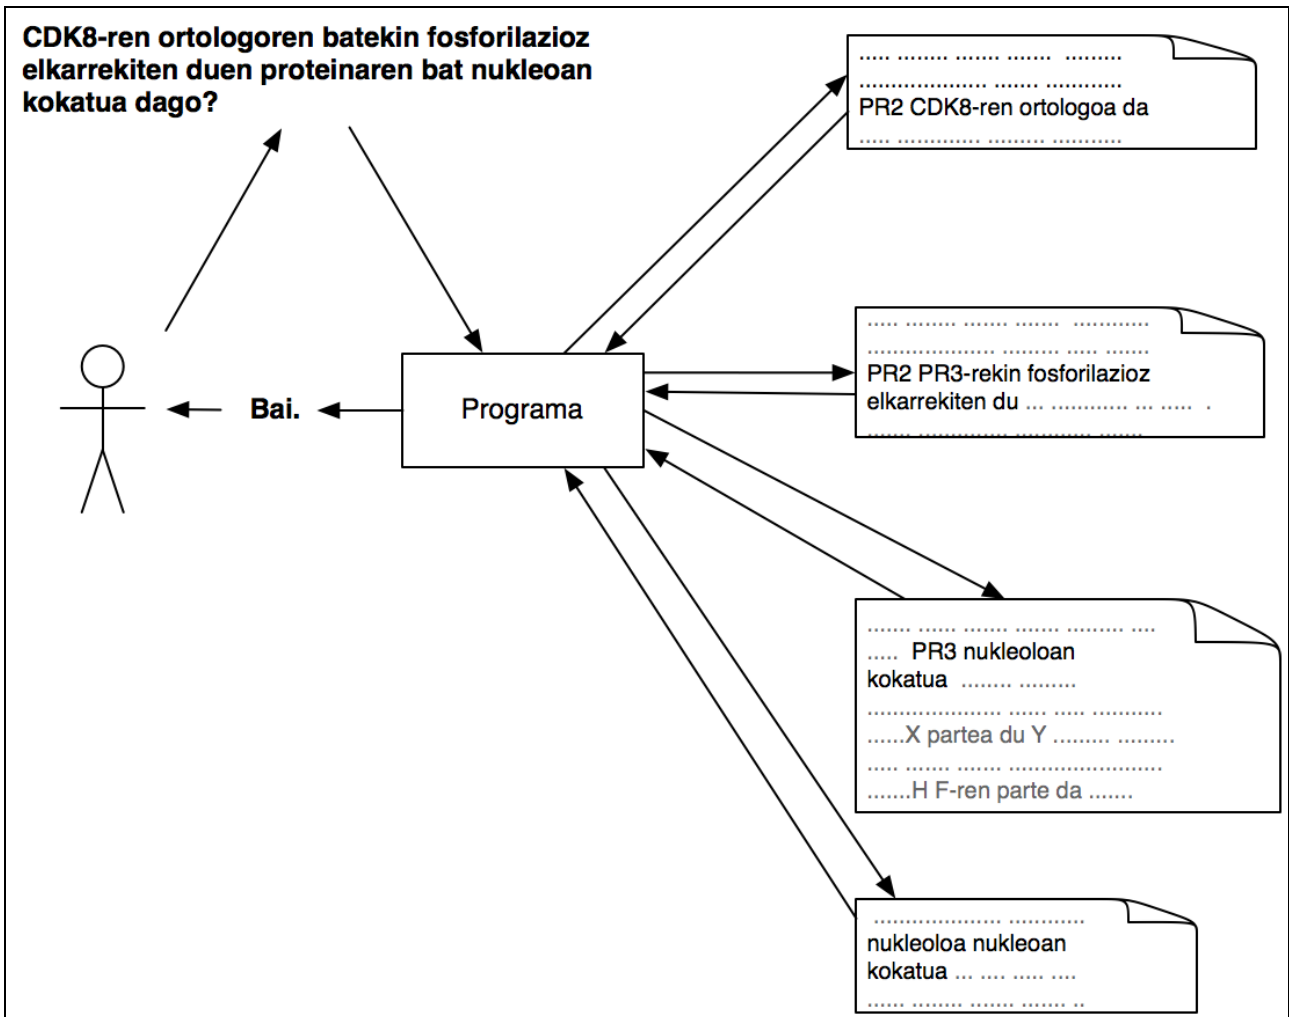 CDK8-ren ortologoren batekin fosforilazioz
elkarrekiten duen proteinaren bat nukleoan
kokatua dago?
..... ........ ....... ....... .........
.................... ....... ............
PR2 CDK8-ren ortologoa da
..... ............. ......... ...........
..... ........ ....... ....... ............
.................... ......... ..... .......
PR2 PR3-rekin fosforilazioz
elkarrekiten du ... ............ ... ..... .
...... .............. ............ .......
Programa
Bai.
....... ...... ....... ....... ......... ....
..... PR3 nukleoloan
kokatua ........ .........
..................... ...... ..... ...........
......X partea du Y ......... .........
..... ....... ....... ........................
.......H F-ren parte da .......
.................... ............
nukleoloa nukleoan
kokatua ... .... ..... ....
...... ........ ....... ....... ..